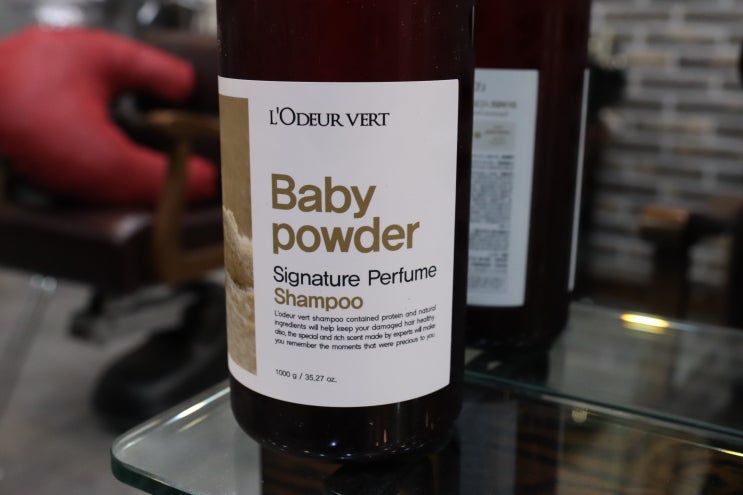 L'ODEUR VERT
Baby
powder
Signature Perfume
Shampoo
L'odeur vert shampoo contained protein and natural
ingredients will help keep your damaged hair healthy.
also, the special and rich scent made by experts will make
you remember the moments that were precious to you.
1000 g / 35.27 oz.